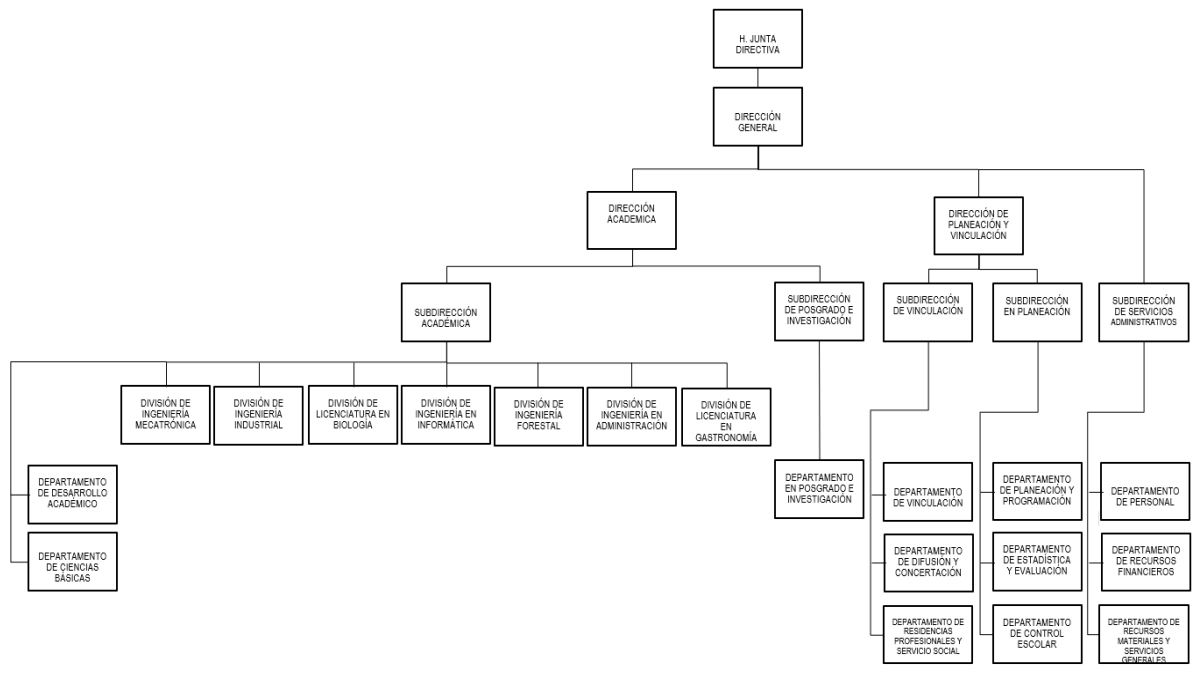 H. JUNTA
DIRECTIVA
DIRECCIÓN
GENERAL
DIRECCIÓN
ACADEMICA
DIRECCIÓN DE
PLANEACIÓN Y
VINCULACIÓN
SUBDIRECCIÓN
ACADÉMICA
SUBDIRECCIÓN
DE POSGRADO E
INVESTIGACIÓN
SUBDIRECCIÓN
DE VINCULACIÓN
SUBDIRECCIÓN
EN PLANEACIÓN
SUBDIRECCIÓN
DE SERVICIOS
ADMINISTRATIVOS
DIVISIÓN DE
INGENIERÍA
MECATRÓNICA
DIVISIÓN DE
INGENIERÍA
INDUSTRIAL
DIVISIÓN DE
LICENCIATURA EN
BIOLOGÍA
DIVISIÓN DE
INGENIERÍA EN
INFORMÁTICA
DIVISIÓN DE
INGENIERÍA
FORESTAL
DIVISIÓN DE
INGENIERÍA EN
ADMINISTRACIÓN
DIVISIÓN DE
LICENCIATURA
EN
GASTRONOMÍA
DEPARTAMENTO
DE DESARROLLO
ACADÉMICO
DEPARTAMENTO
EN POSGRADO E
INVESTIGACIÓN
DEPARTAMENTO
DE VINCULACIÓN
DEPARTAMENTO
DE PLANEACIÓN Y
PROGRAMACIÓN
DEPARTAMENTO
DE PERSONAL
DEPARTAMENTO
DE CIENCIAS
BÁSICAS
DEPARTAMENTO
DE DIFUSIÓN Y
CONCERTACIÓN
DEPARTAMENTO
DE ESTADÍSTICA
Y EVALUACIÓN
DEPARTAMENTO
DE RECURSOS
FINANCIEROS
DEPARTAMENTO DE
RESIDENCIAS
PROFESIONALES Y
SERVICIO SOCIAL
DEPARTAMENTO
DE CONTROL
ESCOLAR
DEPARTAMENTO DE
RECURSOS
MATERIALES Y
SERVICIOS
GENERALES